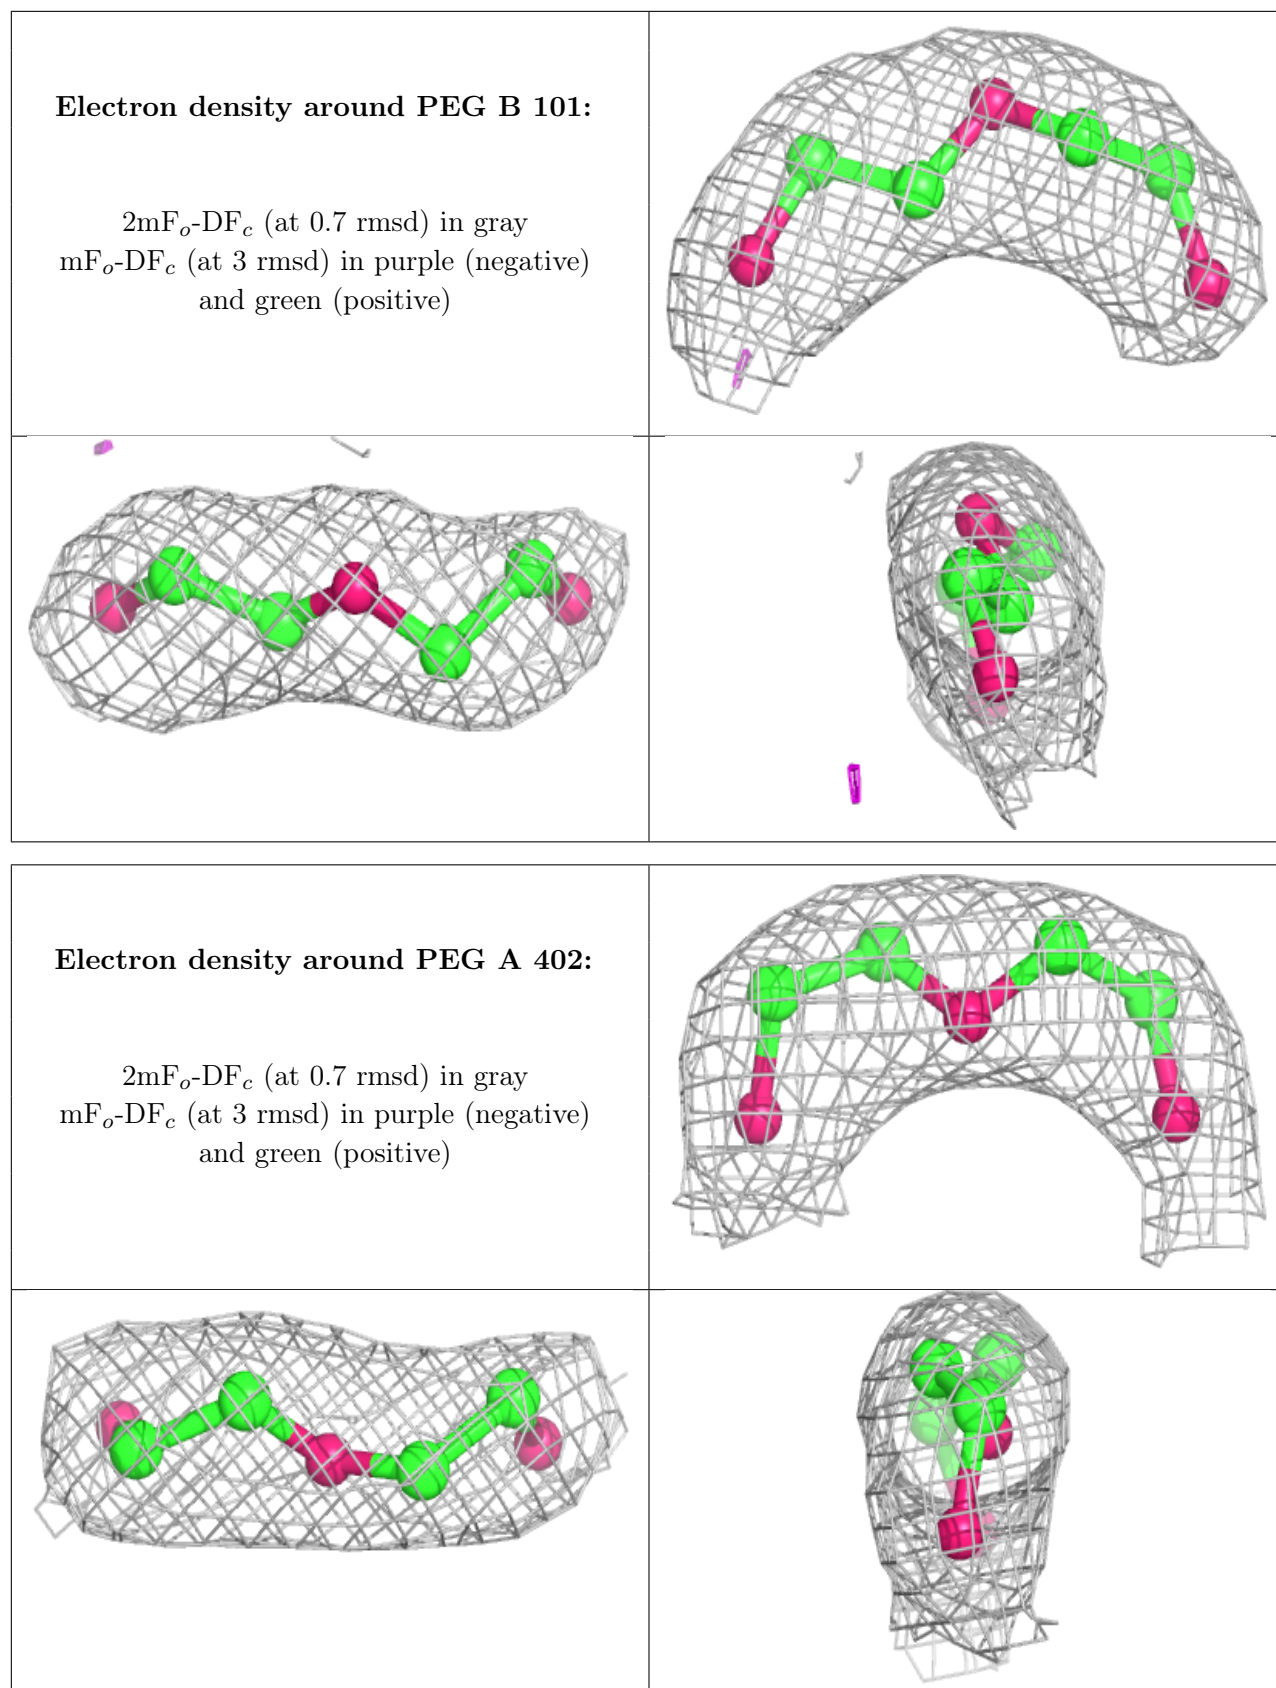 Electron density around PEG B 101:
2mFₒ-DF𝒸 (at 0.7 rmsd) in gray
mFₒ-DF𝒸 (at 3 rmsd) in purple (negative)
and green (positive)
Electron density around PEG A 402:
2mFₒ-DF𝒸 (at 0.7 rmsd) in gray
mFₒ-DF𝒸 (at 3 rmsd) in purple (negative)
and green (positive)